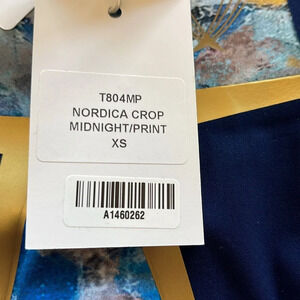 T804MP
NORDICA CROP
MIDNIGHT/PRINT
XS
A1460262